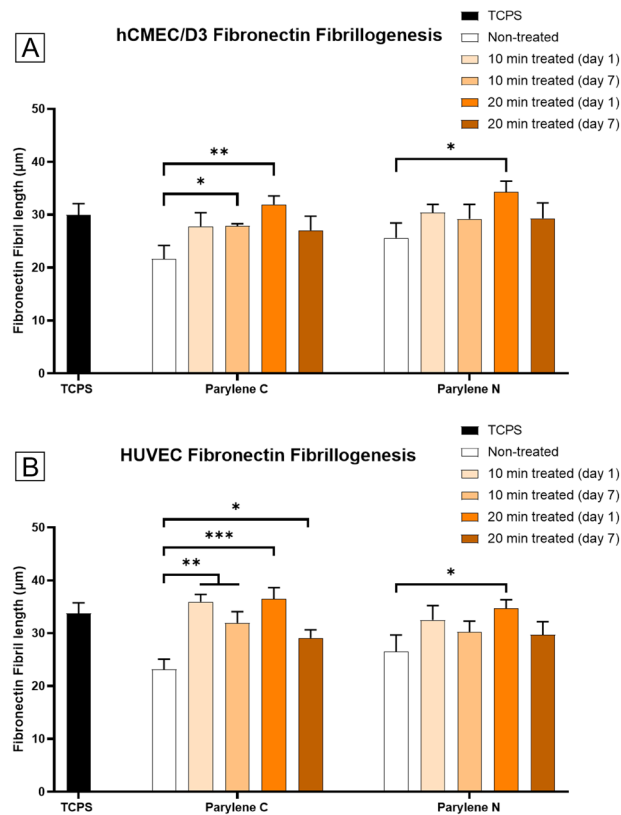 A
hCMEC/D3 Fibronectin Fibrillogenesis
TCPS
Non-treated
10 min treated (day 1)
10 min treated (day 7)
20 min treated (day 1)
20 min treated (day 7)
Fibronectin Fibril length (µm)
50
40
30
20
10
0
**
*
*
TCPS
Parylene C
Parylene N
B
HUVEC Fibronectin Fibrillogenesis
TCPS
Non-treated
10 min treated (day 1)
10 min treated (day 7)
20 min treated (day 1)
20 min treated (day 7)
Fibronectin Fibril length (µm)
50
40
30
20
10
0
*
***
**
*
TCPS
Parylene C
Parylene N